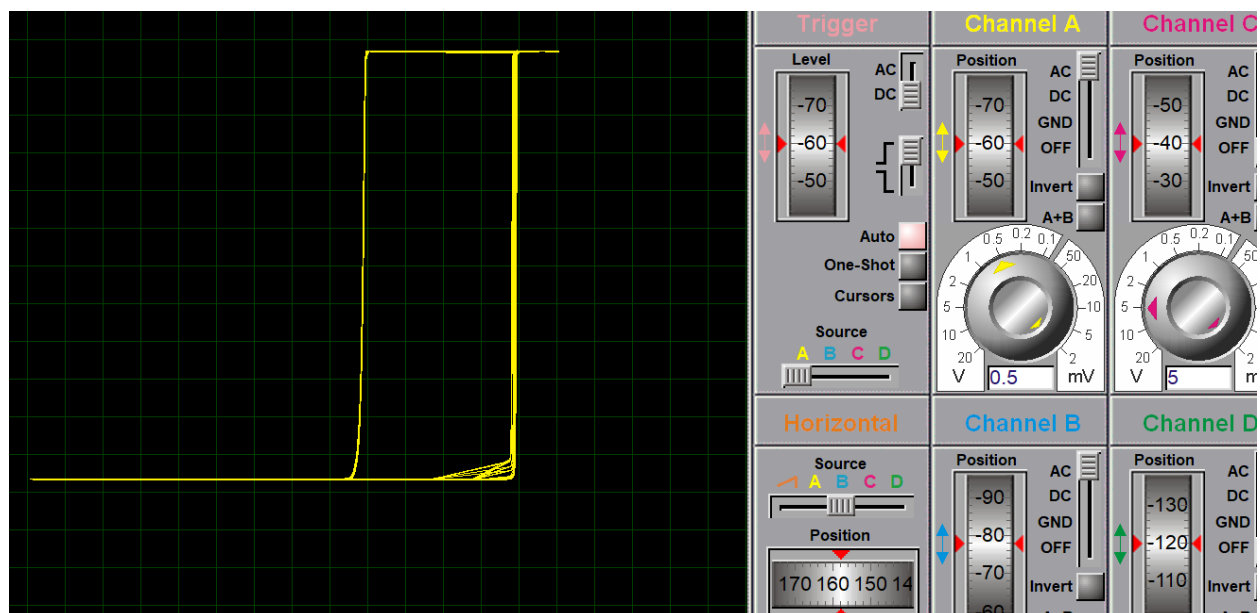 Trigger
Level
-70
-60
-50
AC
DC
Auto
One-Shot
Cursors
Source
A B C D
Channel A
Position
-70
-60
-50
AC
DC
GND
OFF
Invert
A+B
20 10 5 2 1 0.5 0.2 0.1 50 20 10 5 2
V 0.5 mV
Channel C
Position
-50
-40
-30
AC
DC
GND
OFF
Invert
A+B
20 10 5 2 1 0.5 0.2 0.1 50
V 5 m
Horizontal
Source
A B C D
Position
170 160 150 14
Channel B
Position
-90
-80
-70
-60
AC
DC
GND
OFF
Invert
Channel D
Position
-130
-120
-110
AC
DC
GND
OFF
Invert